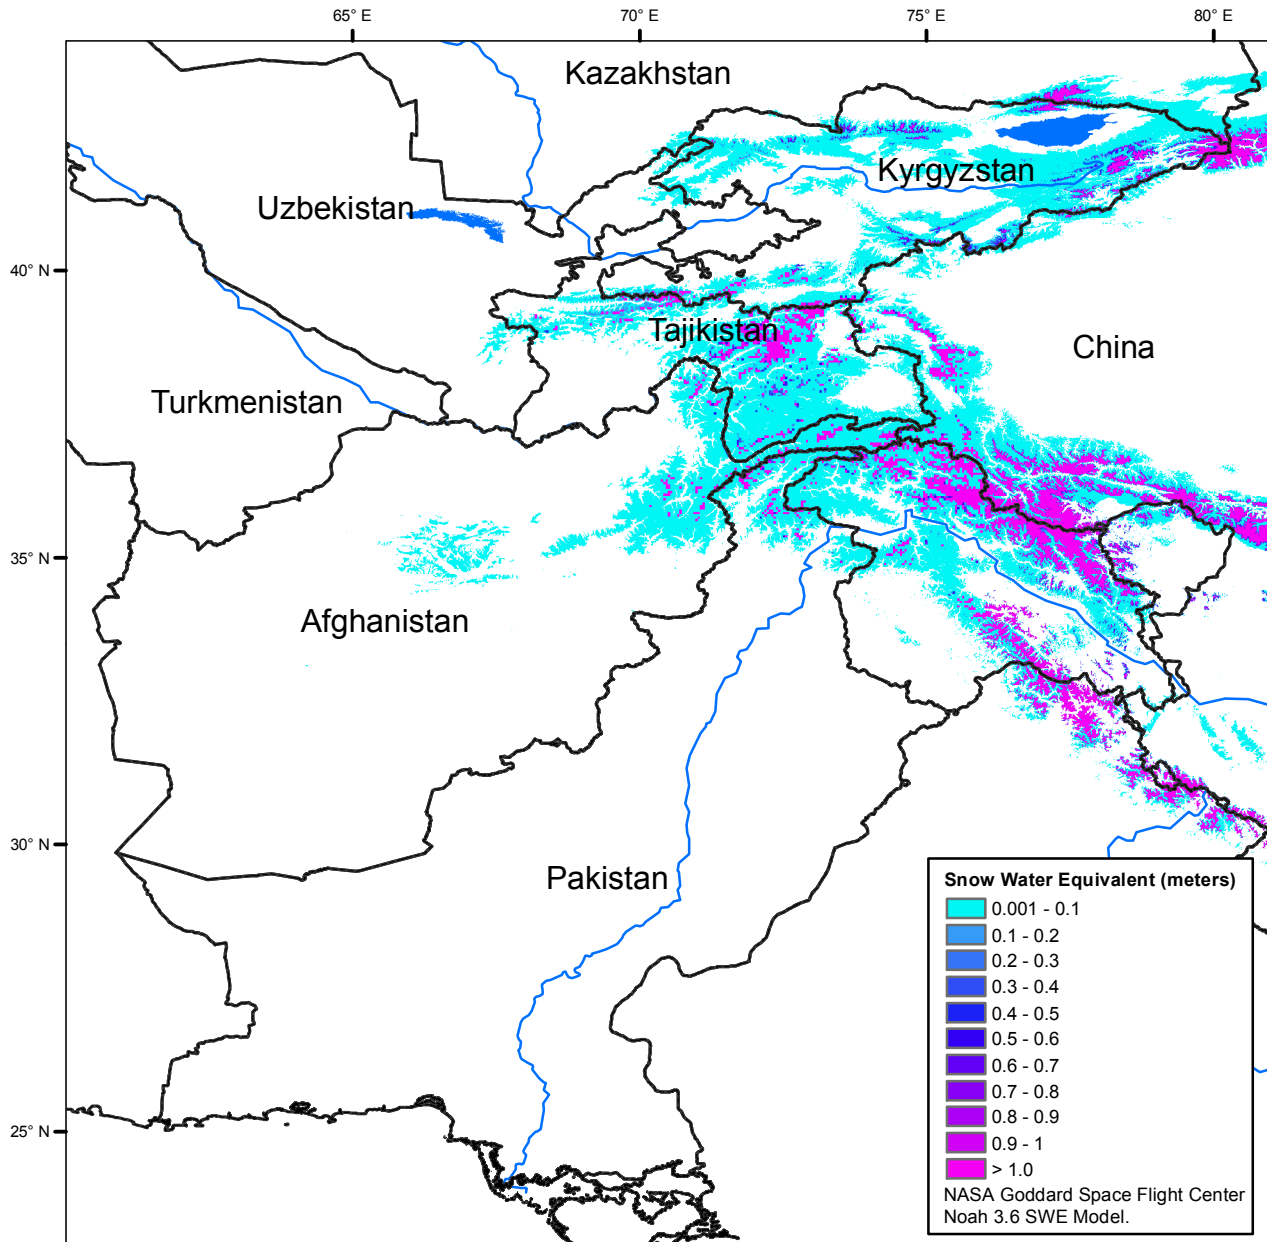 65° E
70° E
75° E
80° E
Kazakhstan
Kyrgyzstan
Uzbekistan
40° N
Tajikistan
China
Turkmenistan
35° N
Afghanistan
30° N
Pakistan
25° N
Snow Water Equivalent (meters)
0.001 - 0.1
0.1 - 0.2
0.2 - 0.3
0.3 - 0.4
0.4 - 0.5
0.5 - 0.6
0.6 - 0.7
0.7 - 0.8
0.8 - 0.9
0.9 - 1
> 1.0
NASA Goddard Space Flight Center
Noah 3.6 SWE Model.